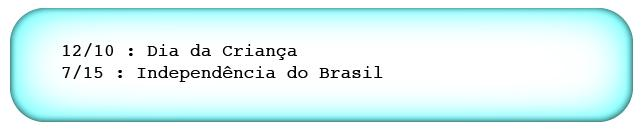 12/10 : Dia da Criança
7/15 : Independência do Brasil